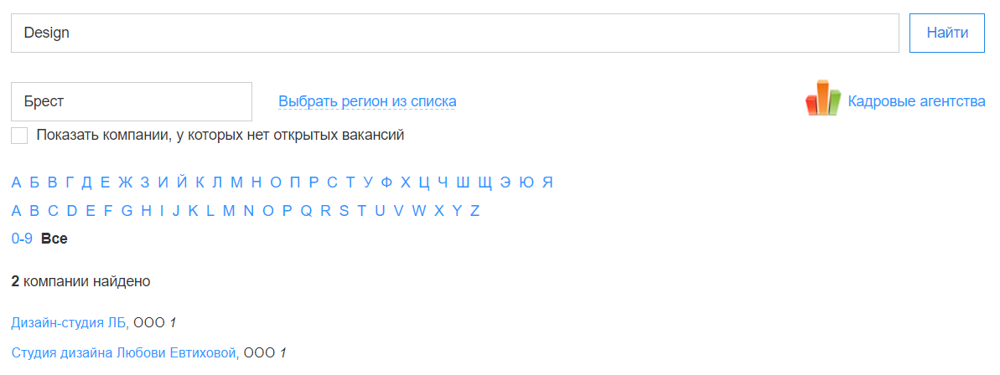 Design
Найти
Брест
Выбрать регион из списка
Кадровые агентства
Показать компании, у которых нет открытых вакансий
А Б В Г Д Е Ж З И Й К Л М Н О П Р С Т У Ф Х Ц Ч Ш Щ Э Ю Я
A B C D E F G H I J K L M N O P Q R S T U V W X Y Z
0-9 Все
2 компании найдено
Дизайн-студия ЛБ, ООО 1
Студия дизайна Любови Евтиховой, ООО 1